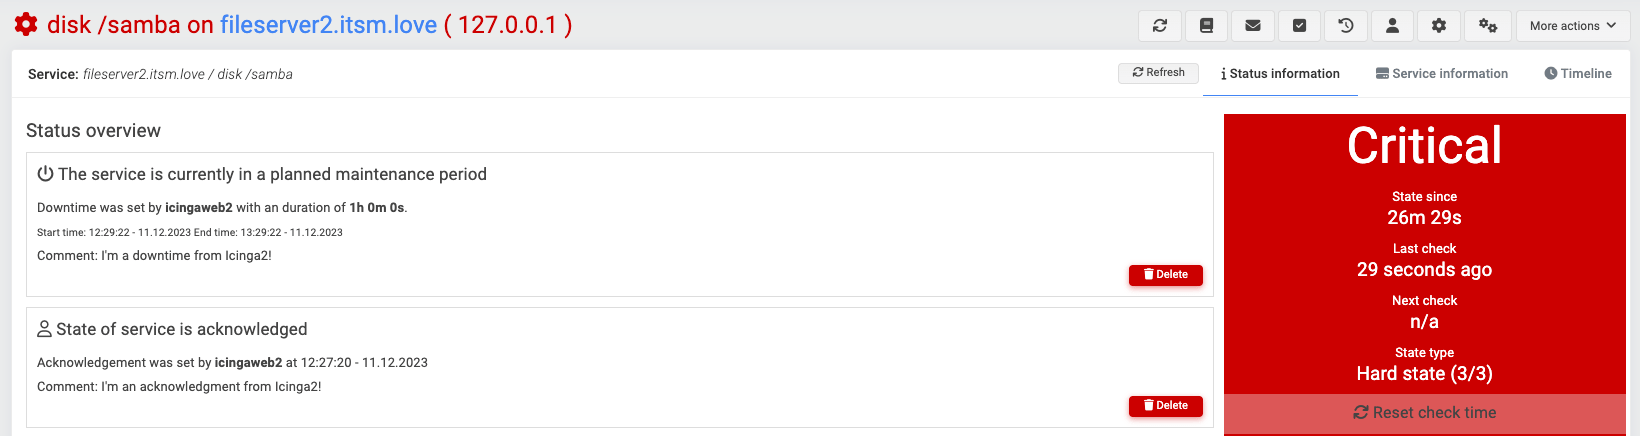 disk /samba on fileserver2.itsm.love ( 127.0.0.1 )
More actions
Service: fileserver2.itsm.love / disk /samba
Refresh
Status information
Service information
Timeline
Status overview
The service is currently in a planned maintenance period
Downtime was set by icingaweb2 with an duration of 1h 0m 0s.
Start time: 12:29:22 - 11.12.2023 End time: 13:29:22 - 11.12.2023
Comment: I'm a downtime from Icinga2!
Delete
State of service is acknowledged
Acknowledgement was set by icingaweb2 at 12:27:20 - 11.12.2023
Comment: I'm an acknowledgment from Icinga2!
Delete
Critical
State since
26m 29s
Last check
29 seconds ago
Next check
n/a
State type
Hard state (3/3)
Reset check time